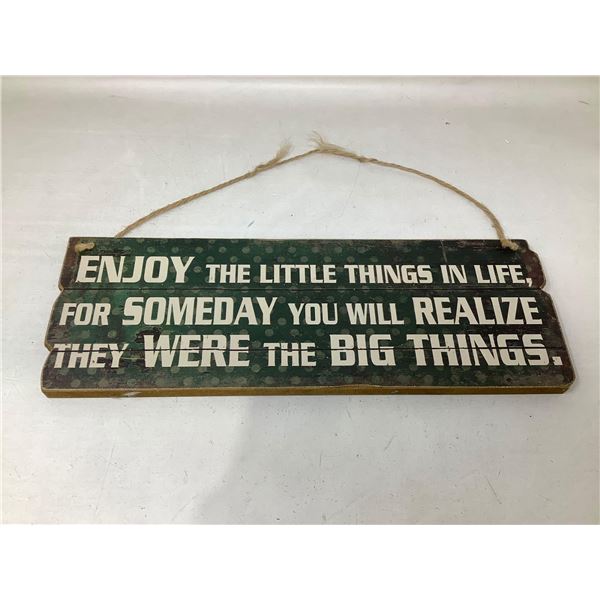 ENJOY THE LITTLE THINGS IN LIFE,
FOR SOMEDAY YOU WILL REALIZE
THEY WERE THE BIG THINGS.